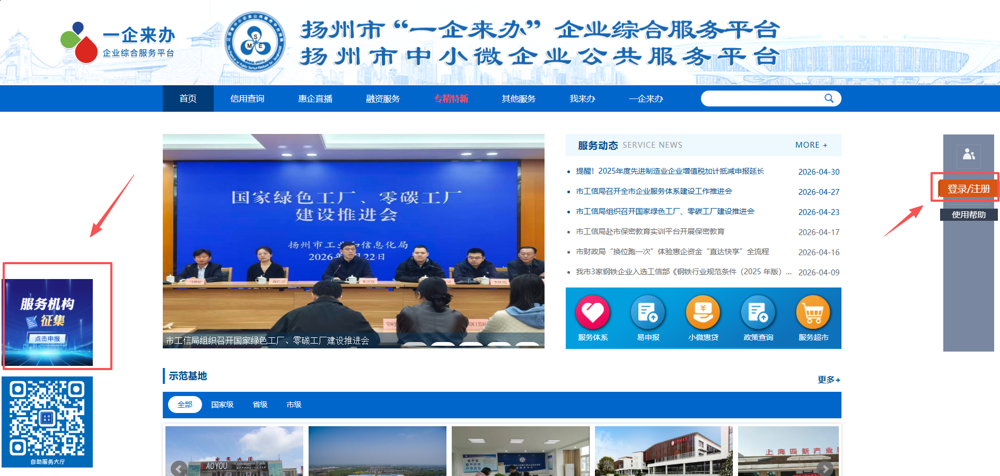 一企来办
企业综合服务平台
SME
扬州市“一企来办”企业综合服务平台
扬州市中小微企业公共服务平台
首页
信用查询
惠企直播
融资服务
专精特新
其他服务
我来办
一企来办
国家绿色工厂、零碳工厂
建设推进会
扬州市工业和信息化局
市工信局组织召开国家绿色工厂、零碳工厂建设推进会
服务动态 SERVICE NEWS MORE +
提醒！2025年度先进制造业企业增值税加计抵减申报延长 2026-04-30
市工信局召开全市企业服务体系建设工作推进会 2026-04-27
市工信局组织召开国家绿色工厂、零碳工厂建设推进会 2026-04-23
市工信局赴市保密教育实训平台开展保密教育 2026-04-17
市财政局“换位跑一次”体验惠企资金“直达快享”全流程 2026-04-16
我市3家钢铁企业入选工信部《钢铁行业规范条件（2025 年版）... 2026-04-09
服务体系
易申报
小微惠贷
政策查询
服务超市
登录/注册
使用帮助
服务机构
征集
点击申报
自助服务大厅
示范基地
更多+
全部
国家级
省级
市级
GAOYOU
Commerce Park
上海四新产业